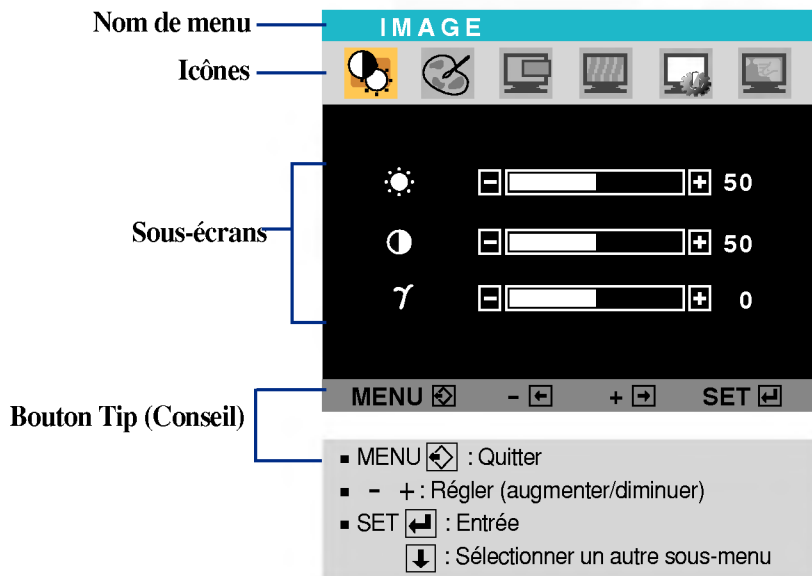 Nom de menu
IMAGE
Icônes
50
Sous-écrans
50
γ
0
MENU - + SET
Bouton Tip (Conseil)
▪ MENU : Quitter
▪ - + : Régler (augmenter/diminuer)
▪ SET : Entrée
: Sélectionner un autre sous-menu